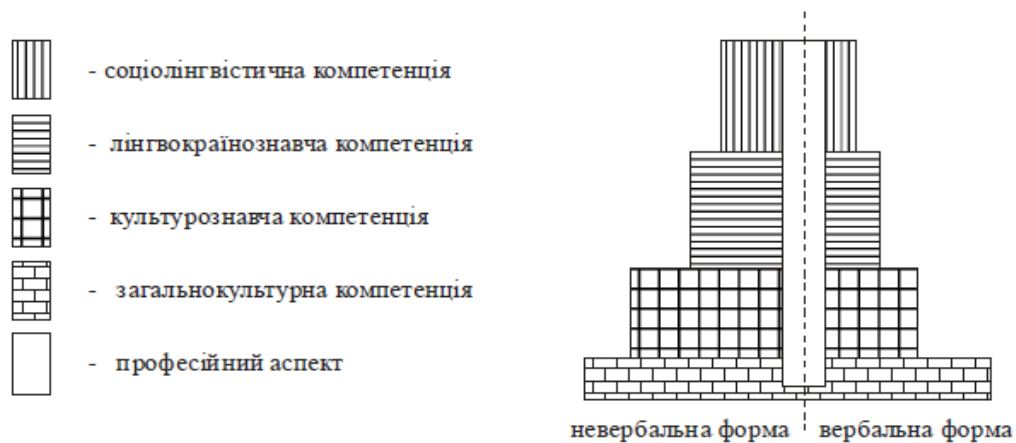 - соціолінгвістична компетенція
- лінгвокраїнознавча компетенція
- культурознавча компетенція
- загальнокультурна компетенція
- професійний аспект
невербальна форма
вербальна форма